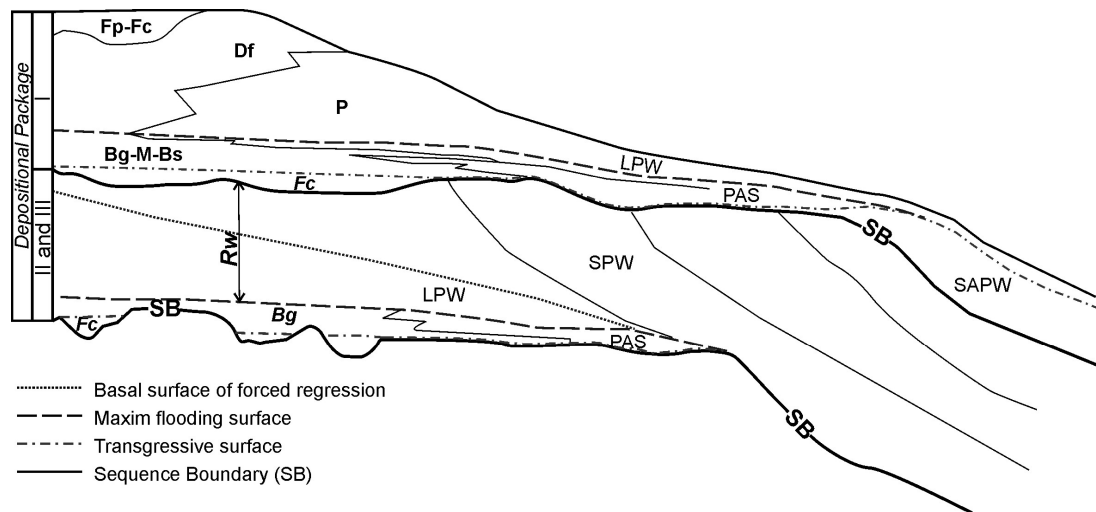 Depositional Package
I
II and III
Fp-Fc
Df
P
Bg-M-Bs
LPW
Fc
PAS
SB
Rw
SPW
LPW
SAPW
SB
Bg
Fc
PAS
SB
Basal surface of forced regression
Maxim flooding surface
Transgressive surface
Sequence Boundary (SB)